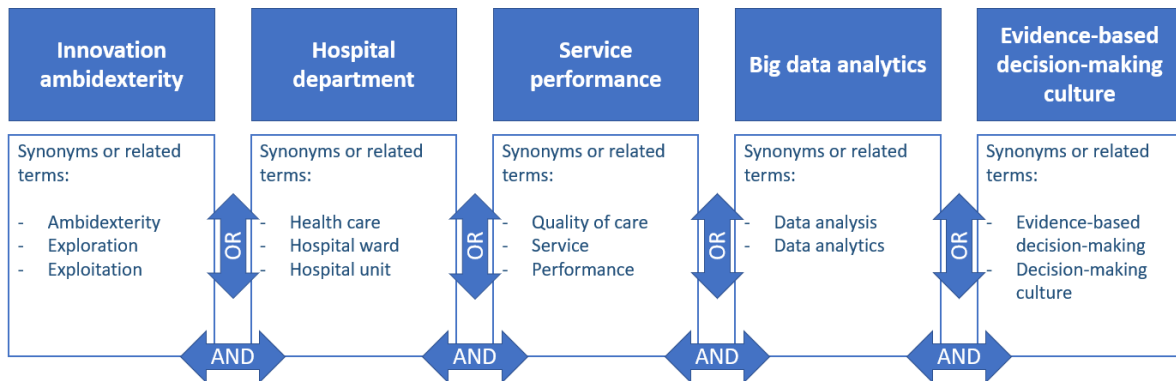 Innovation
ambidexterity
Hospital
department
Service
performance
Big data analytics
Evidence-based
decision-making
culture
Synonyms or related
terms:
- Ambidexterity
- Exploration
- Exploitation
OR
Synonyms or related
terms:
- Health care
- Hospital ward
- Hospital unit
OR
Synonyms or related
terms:
- Quality of care
- Service
- Performance
OR
Synonyms or related
terms:
- Data analysis
- Data analytics
OR
Synonyms or related
terms:
- Evidence-based
decision-making
- Decision-making
culture
AND
AND
AND
AND